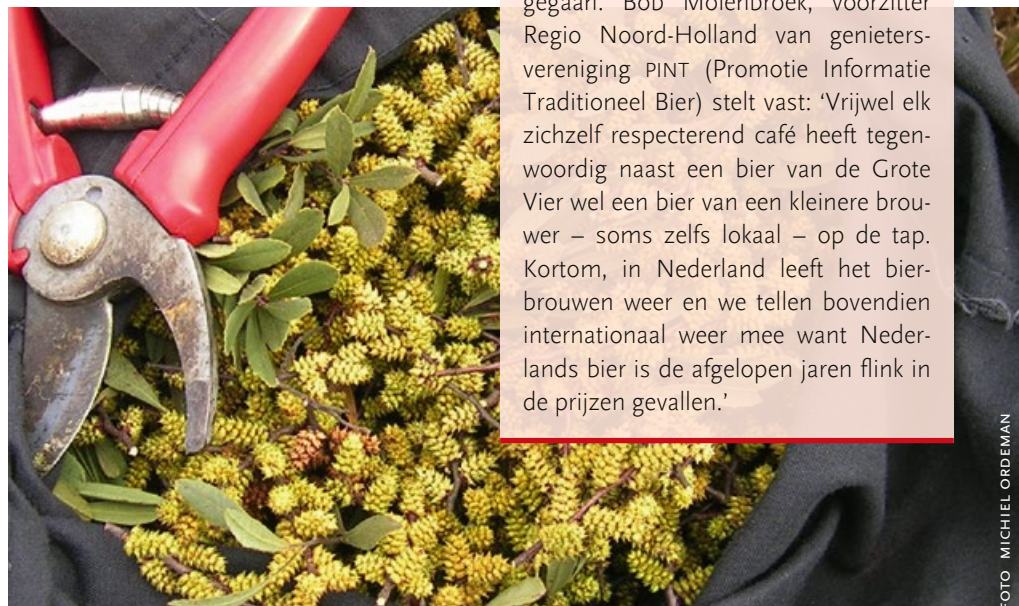 gegaan. Bob Molenbroek, voorzitter
Regio Noord-Holland van genieters-
vereniging PINT (Promotie Informatie
Traditioneel Bier) stelt vast: ‘Vrijwel elk
zichzelf respecterend café heeft tegen-
woordig naast een bier van de Grote
Vier wel een bier van een kleinere brou-
wer – soms zelfs lokaal – op de tap.
Kortom, in Nederland leeft het bier-
brouwen weer en we tellen bovendien
internationaal weer mee want Neder-
lands bier is de afgelopen jaren flink in
de prijzen gevallen.’
FOTO MICHIEL ORDEMAN